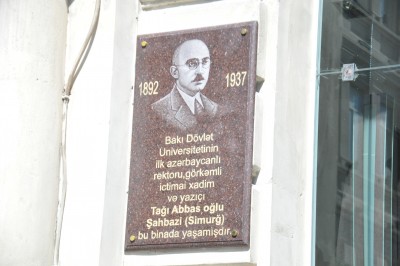 1892 1937
Bakı Dövlət
Universitetinin
ilk azərbaycanlı
rektoru,görkəmli
ictimai xadim
və yazıçı
Tağı Abbas oğlu
Şahbazi (Simurğ)
bu binada yaşamışdır.